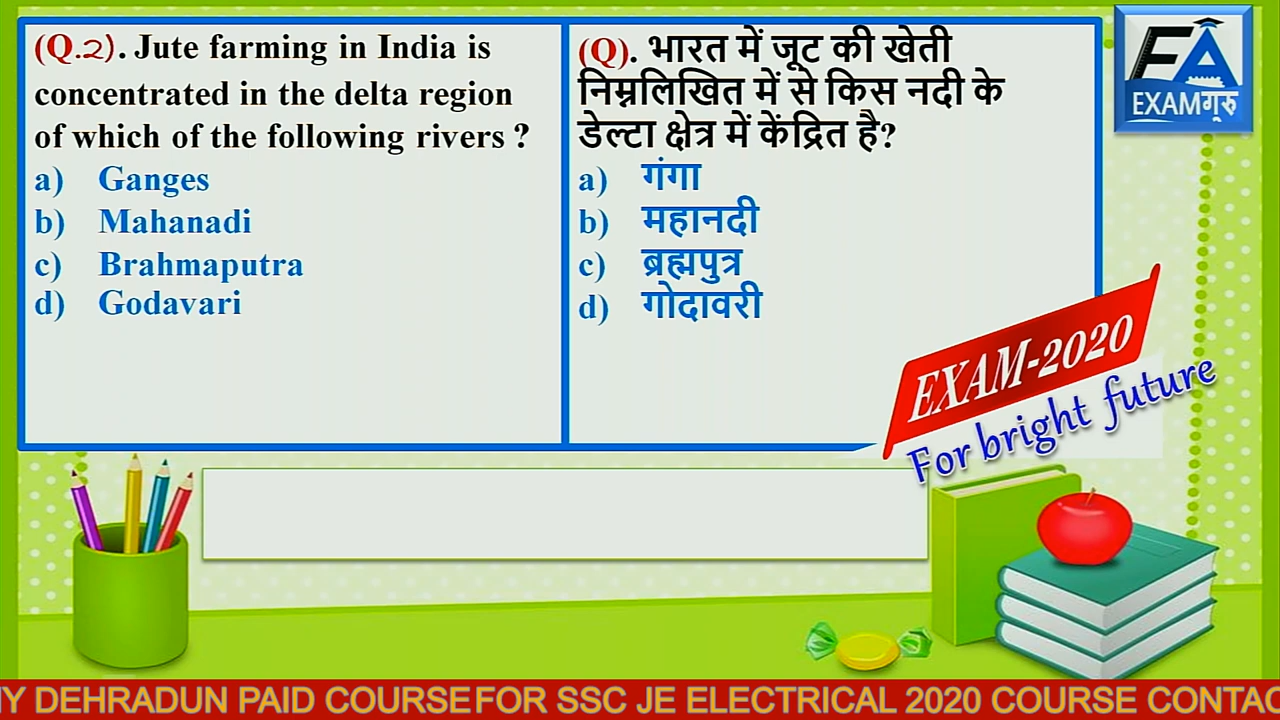 (Q.2). Jute farming in India is
concentrated in the delta region
of which of the following rivers ?
a) Ganges
b) Mahanadi
c) Brahmaputra
d) Godavari
(Q). भारत में जूट की खेती
निम्नलिखित में से किस नदी के
डेल्टा क्षेत्र में केंद्रित है?
a) गंगा
b) महानदी
c) ब्रह्मपुत्र
d) गोदावरी
EA
EXAMगुरु
EXAM-2020
For bright future
DEHRADUN PAID COURSE FOR SSC JE ELECTRICAL 2020 COURSE